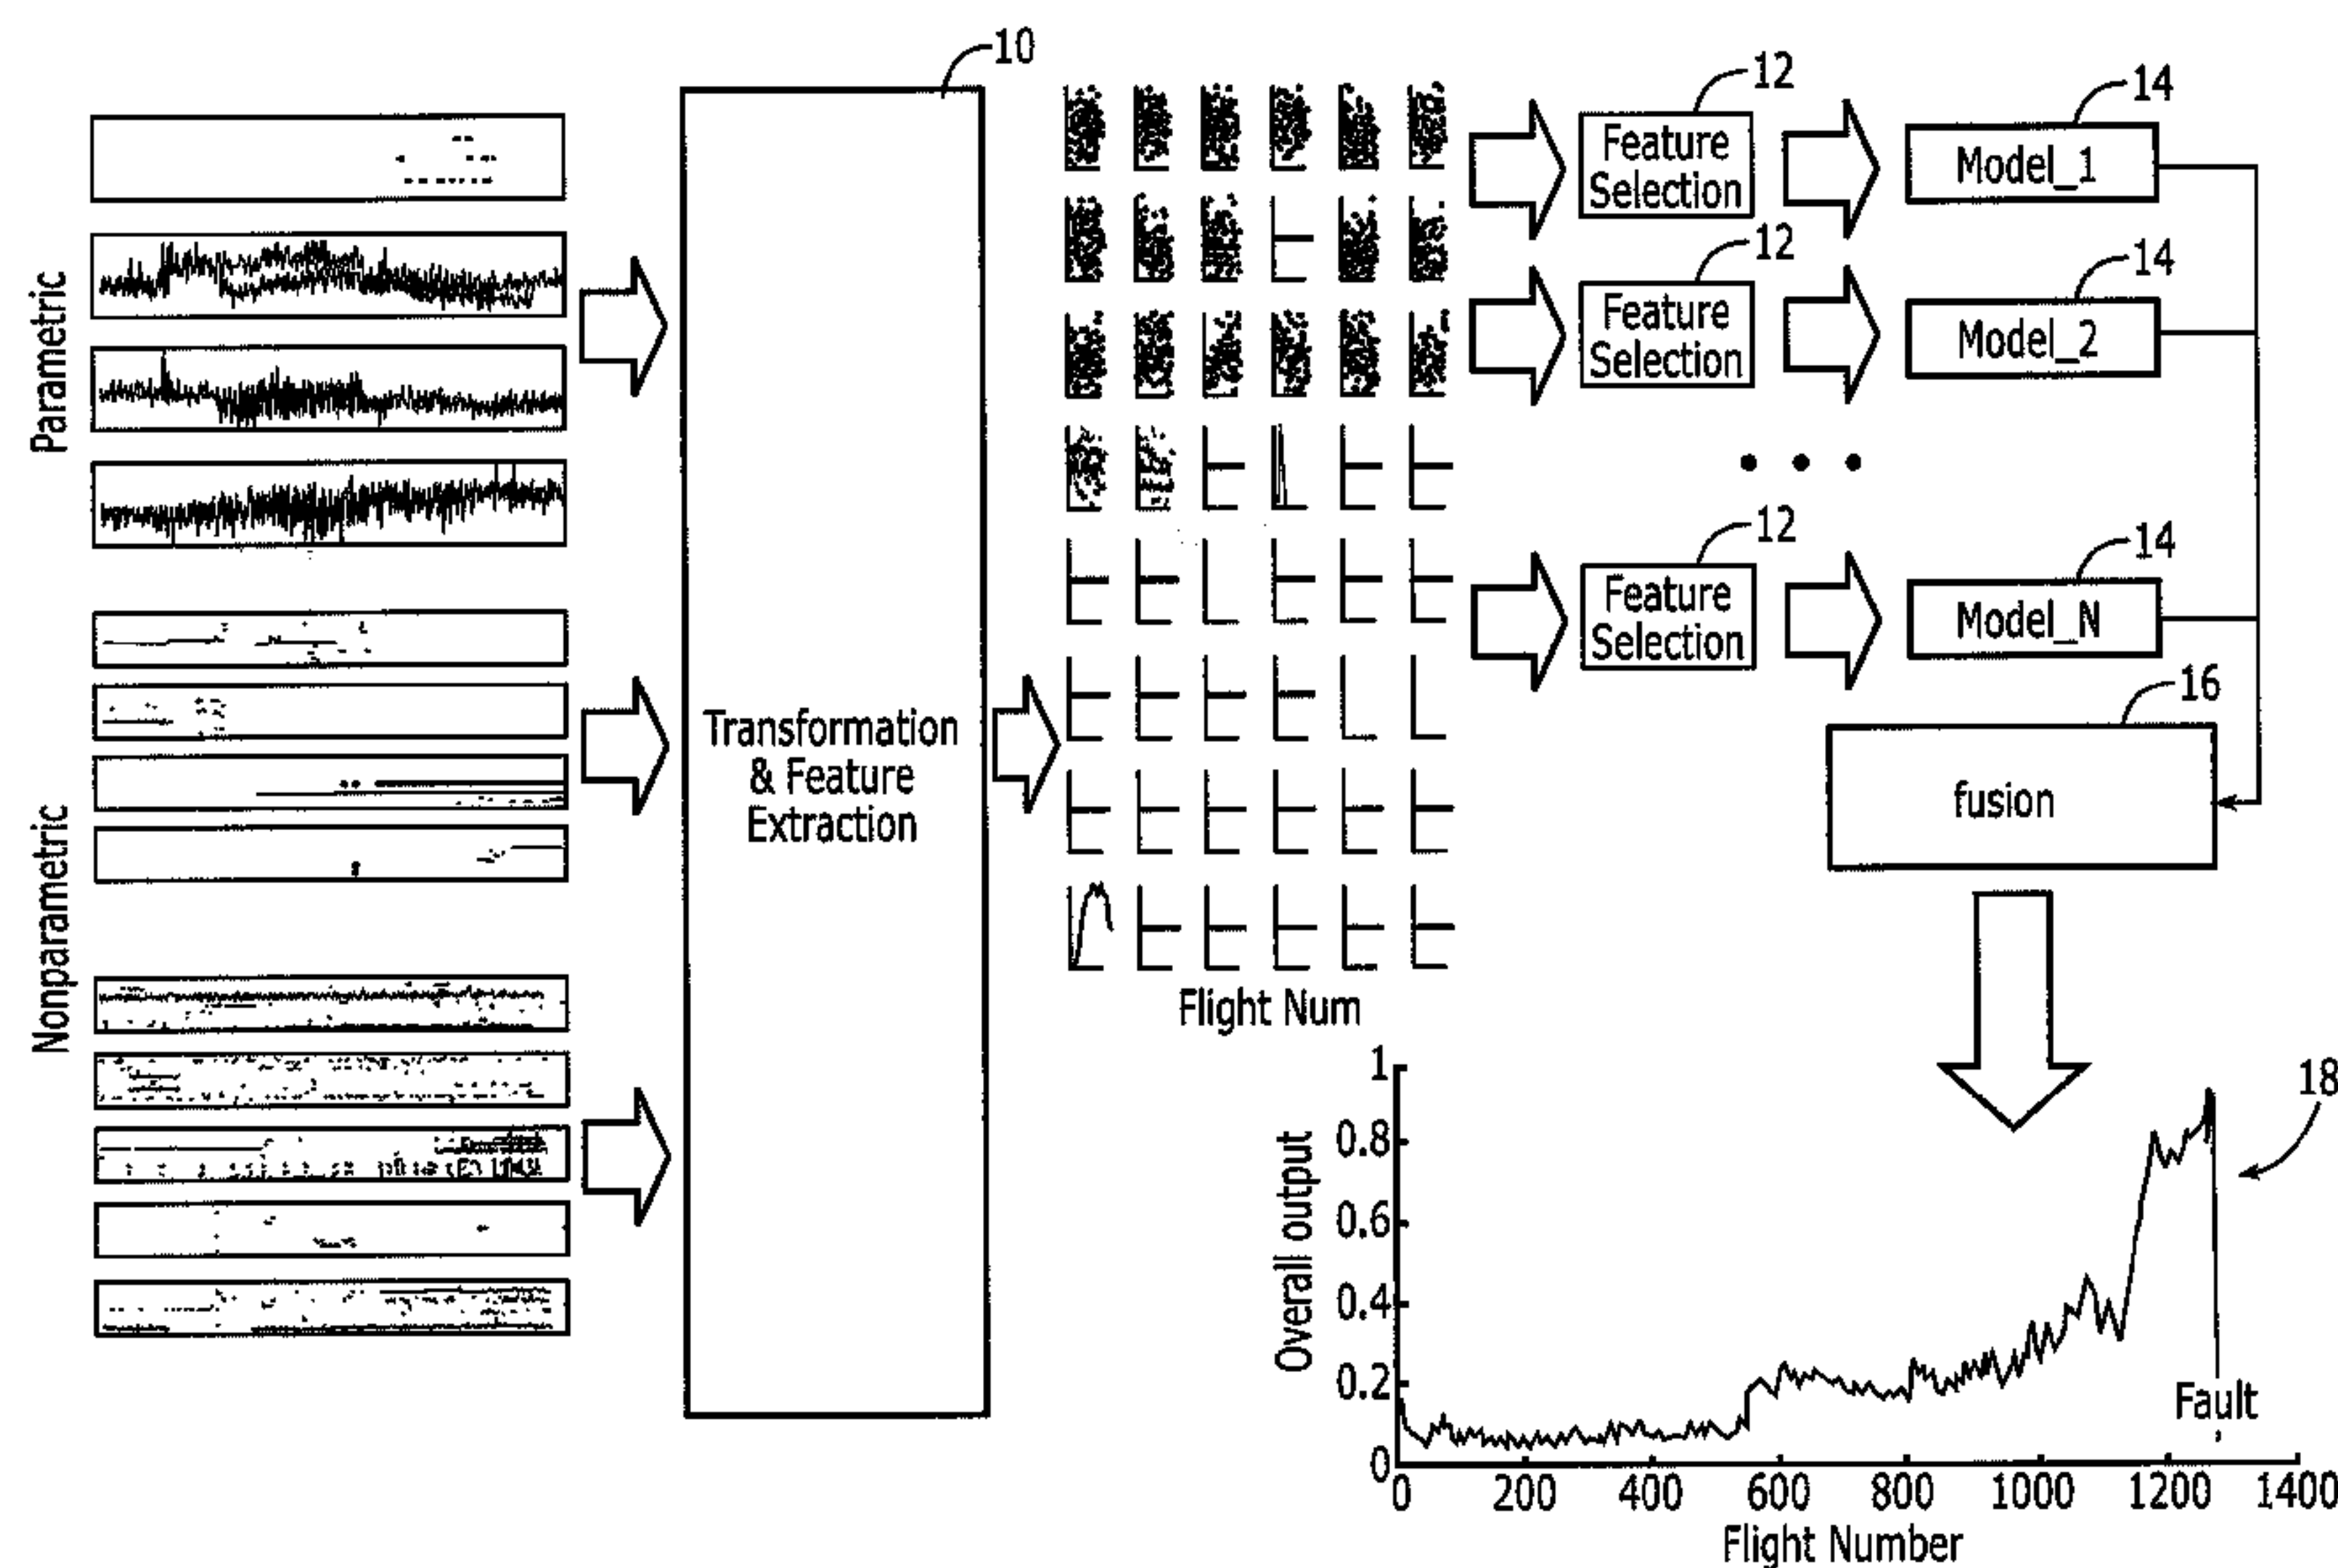 10
12
14
Feature
Selection
Model_1
12
14
Feature
Selection
Model_2
12
14
Feature
Selection
Model_N
16
fusion
Parametric
Nonparametric
Transformation
& Feature
Extraction
Flight Num
18
Overall output
1
0.8
0.6
0.4
0.2
0
Fault
0 200 400 600 800 1000 1200 1400
Flight Number